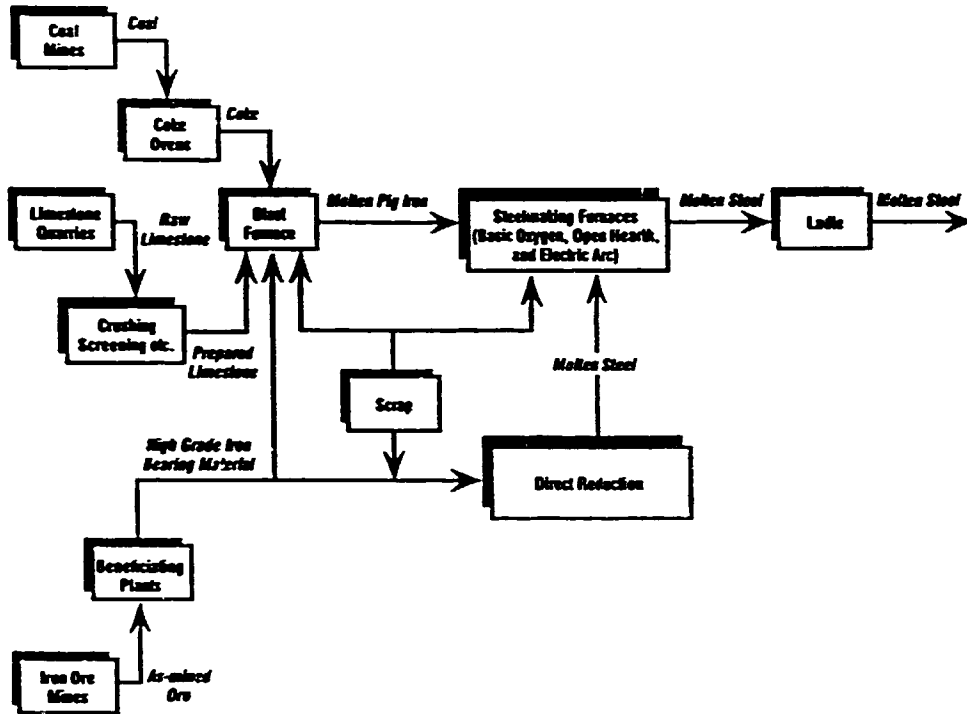 Coal
Mines
Coal
Coke
Ovens
Coke
Limestone
Quarries
Raw
Limestone
Blast
Furnace
Molten Pig Iron
Steelmaking Furnaces
(Basic Oxygen, Open Hearth,
and Electric Arc)
Molten Steel
Ladle
Molten Steel
Crushing
Screening etc.
Prepared
Limestone
Scrap
Molten Steel
High Grade Iron
Bearing Material
Direct Reduction
Beneficiating
Plants
Iron Ore
Mines
As-mined
Ore